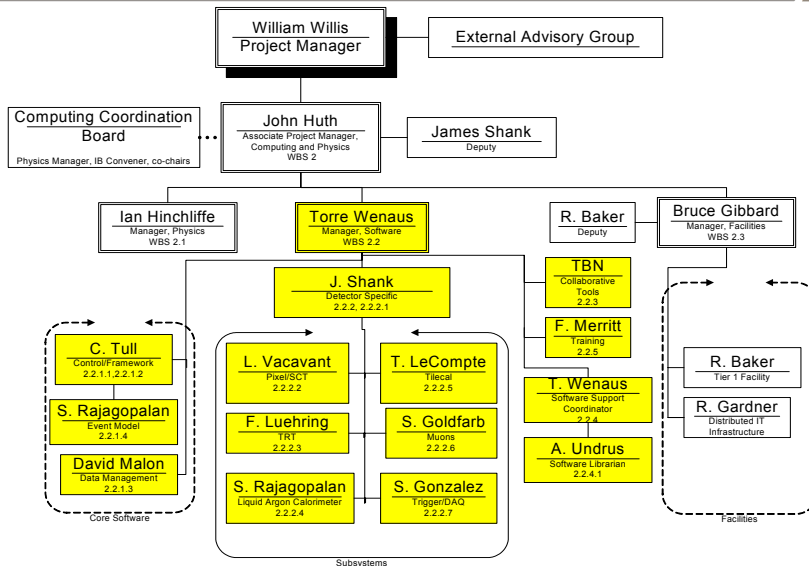 William Willis
Project Manager
External Advisory Group
Computing Coordination
Board
Physics Manager, IB Convener, co-chairs
John Huth
Associate Project Manager,
Computing and Physics
WBS 2
James Shank
Deputy
Ian Hinchliffe
Manager, Physics
WBS 2.1
Torre Wenaus
Manager, Software
WBS 2.2
R. Baker
Deputy
Bruce Gibbard
Manager, Facilities
WBS 2.3
J. Shank
Detector Specific
2.2.2, 2.2.2.1
TBN
Collaborative
Tools
2.2.3
F. Merritt
Training
2.2.5
C. Tull
Control/Framework
2.2.1.1,2.2.1.2
S. Rajagopalan
Event Model
2.2.1.4
David Malon
Data Management
2.2.1.3
Core Software
L. Vacavant
Pixel/SCT
2.2.2.2
T. LeCompte
Tilecal
2.2.2.5
F. Luehring
TRT
2.2.2.3
S. Goldfarb
Muons
2.2.2.6
S. Rajagopalan
Liquid Argon Calorimeter
2.2.2.4
S. Gonzalez
Trigger/DAQ
2.2.2.7
Subsystems
T. Wenaus
Software Support
Coordinator
2.2.4
A. Undrus
Software Librarian
2.2.4.1
R. Baker
Tier 1 Facility
R. Gardner
Distributed IT
Infrastructure
Facilities